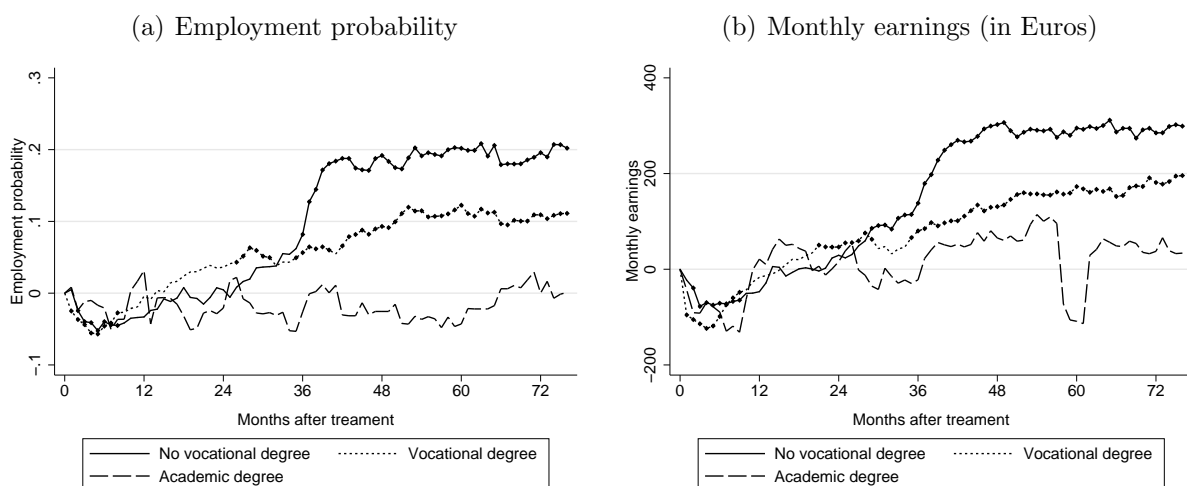 (a) Employment probability
.3
.2
.1
0
-.1
Employment probability
0 12 24 36 48 60 72
Months after treament
No vocational degree Vocational degree
Academic degree
(b) Monthly earnings (in Euros)
400
200
0
-200
Monthly earnings
0 12 24 36 48 60 72
Months after treament
No vocational degree Vocational degree
Academic degree